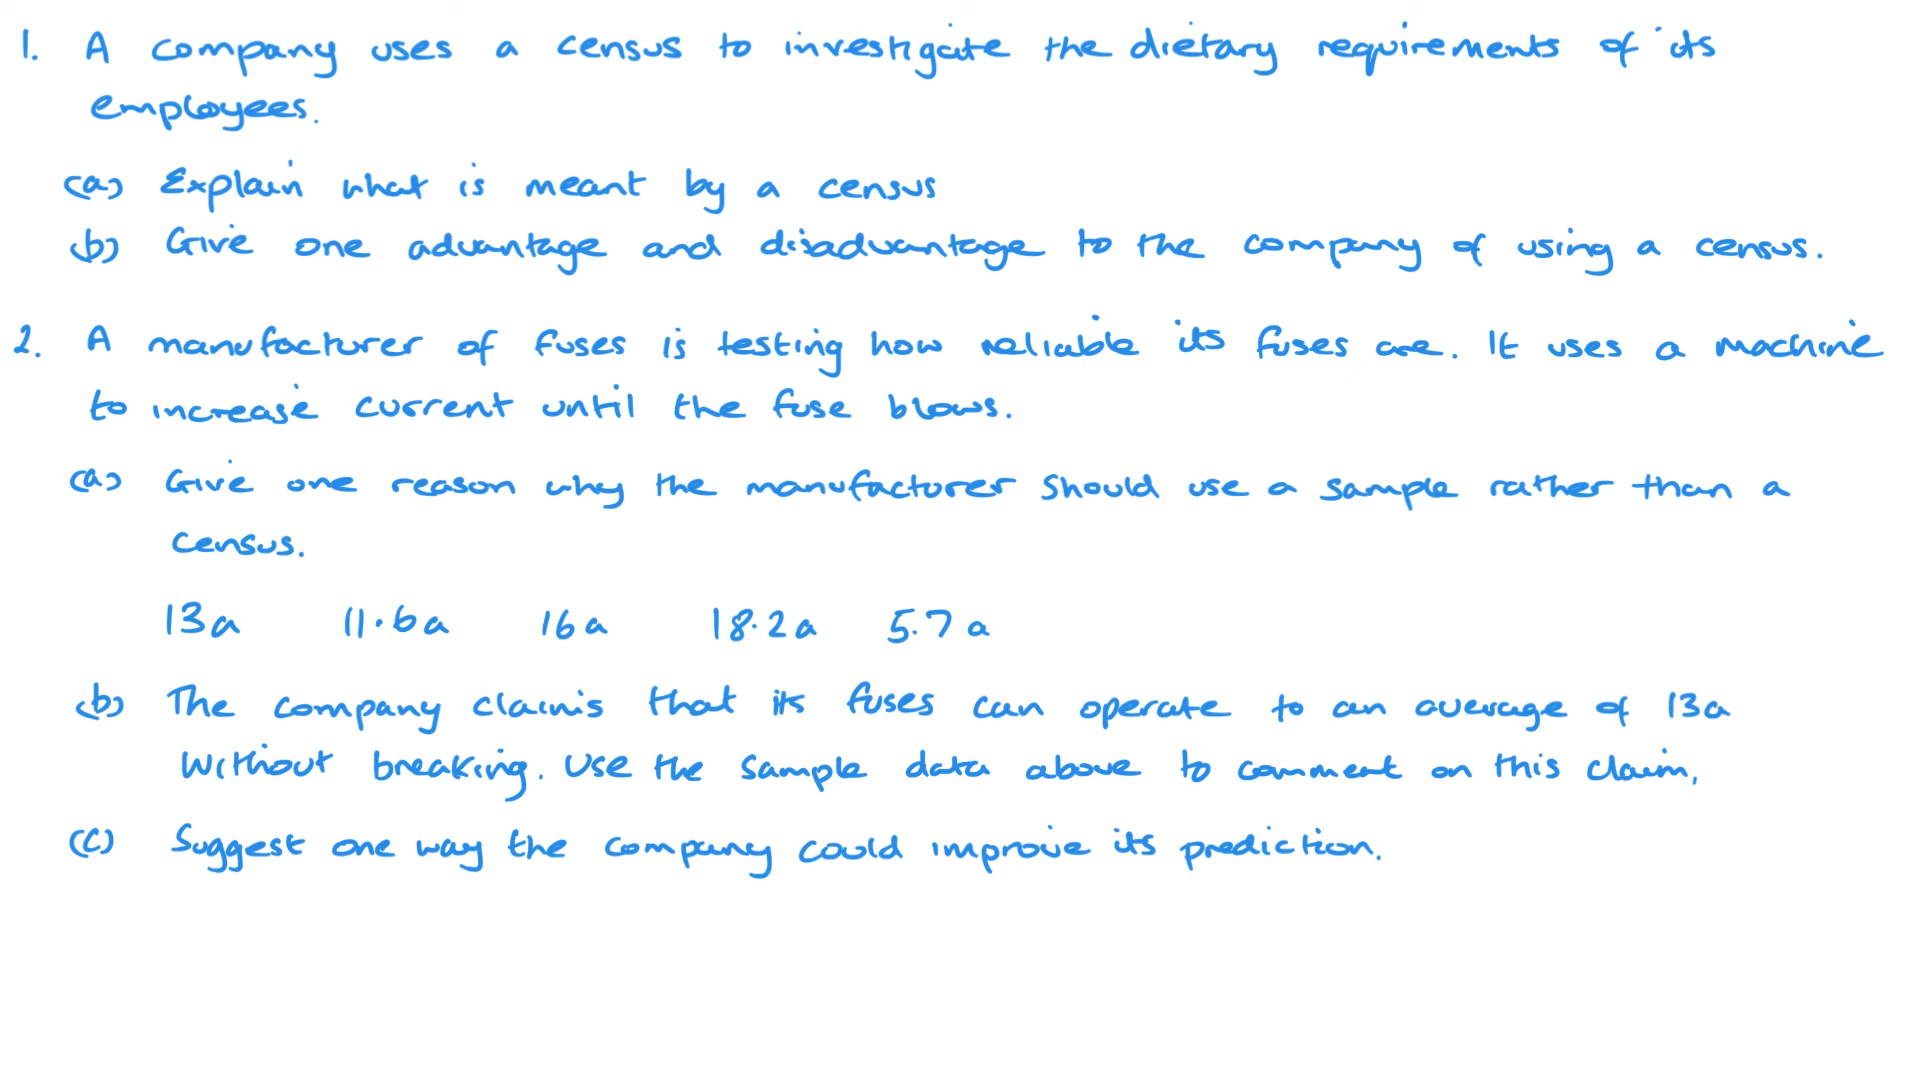 1. A company uses a census to investigate the dietary requirements of its
employees.
(a) Explain what is meant by a census
(b) Give one advantage and disadvantage to the company of using a census.
2. A manufacturer of fuses is testing how reliable its fuses are. It uses a machine
to increase current until the fuse blows.
(a) Give one reason why the manufacturer should use a sample rather than a
census.
13a 11.6a 16a 18.2a 5.7a
(b) The company claims that its fuses can operate to an average of 13a
without breaking. Use the sample data above to comment on this claim.
(c) Suggest one way the company could improve its prediction.